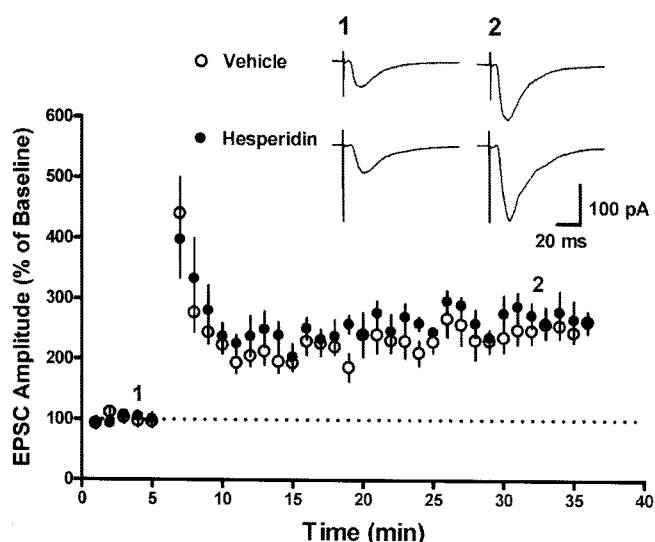 1 2
Vehicle
Hesperidin
100 pA
20 ms
EPSC Amplitude (% of Baseline)
600
500
400
300
200
100
0
1
2
0 5 10 15 20 25 30 35 40
Time (min)